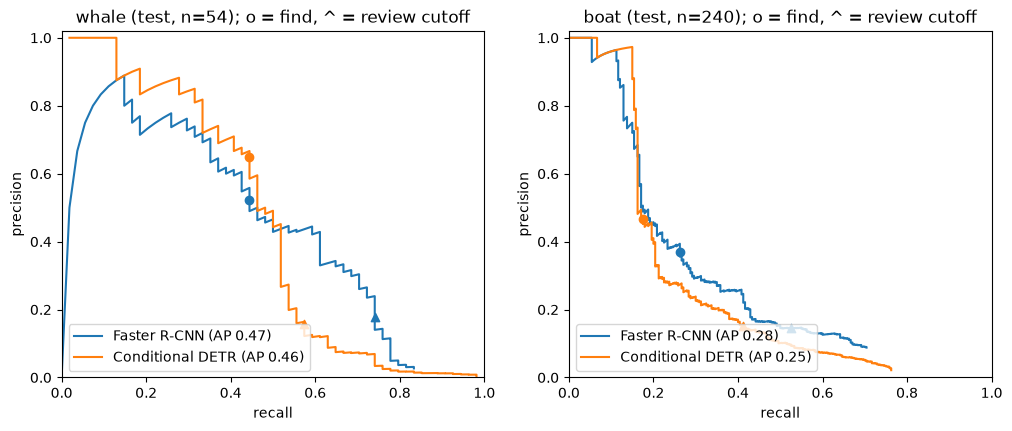 whale (test, n=54); o = find, ^ = review cutoff
precision
1.0
0.8
0.6
0.4
0.2
0.0
Faster R-CNN (AP 0.47)
Conditional DETR (AP 0.46)
0.0 0.2 0.4 0.6 0.8 1.0
recall
boat (test, n=240); o = find, ^ = review cutoff
precision
1.0
0.8
0.6
0.4
0.2
0.0
Faster R-CNN (AP 0.28)
Conditional DETR (AP 0.25)
0.0 0.2 0.4 0.6 0.8 1.0
recall